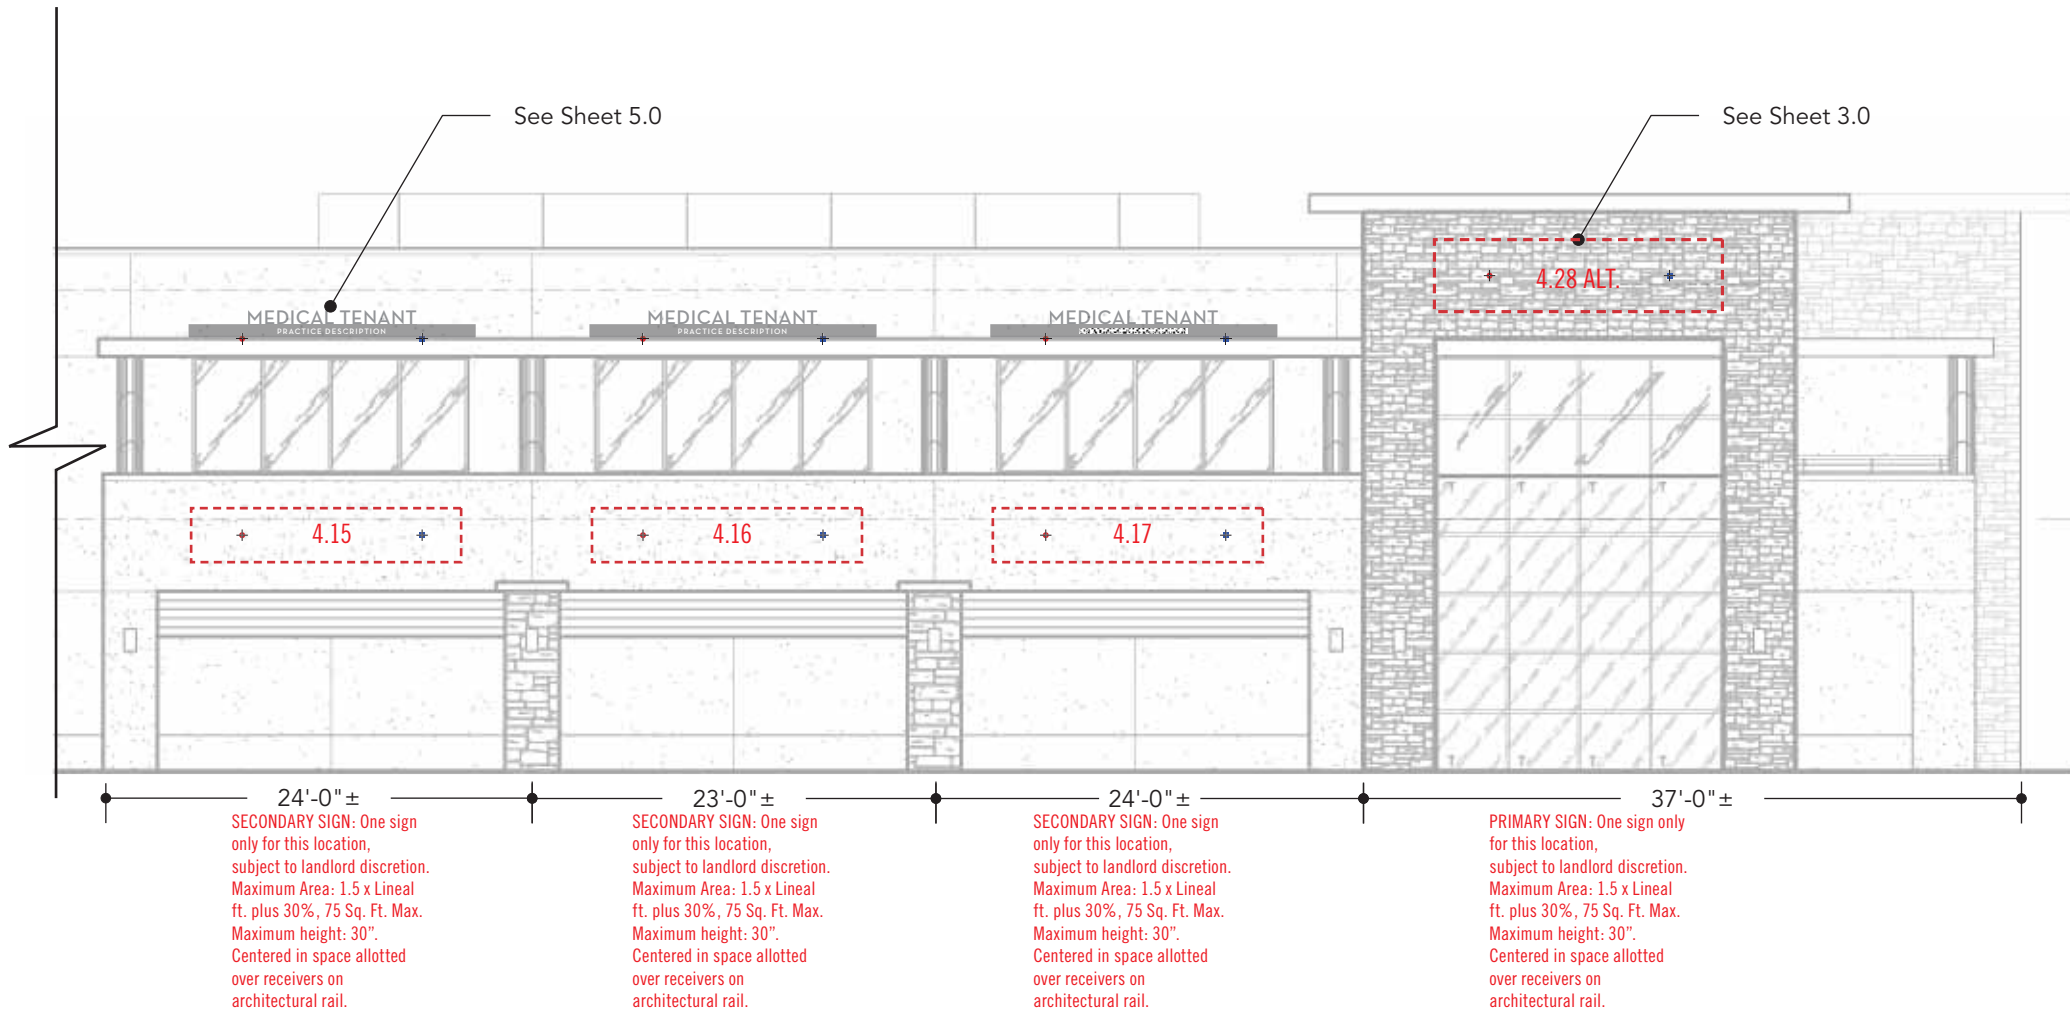 See Sheet 5.0
See Sheet 3.0
4.28 ALT.
MEDICAL TENANT
PRACTICE DESCRIPTION
MEDICAL TENANT
PRACTICE DESCRIPTION
MEDICAL TENANT
4.15
4.16
4.17
24'-0"±
23'-0"±
24'-0"±
37'-0"±
SECONDARY SIGN: One sign
only for this location,
subject to landlord discretion.
Maximum Area: 1.5 x Lineal
ft. plus 30%, 75 Sq. Ft. Max.
Maximum height: 30”.
Centered in space allotted
over receivers on
architectural rail.
SECONDARY SIGN: One sign
only for this location,
subject to landlord discretion.
Maximum Area: 1.5 x Lineal
ft. plus 30%, 75 Sq. Ft. Max.
Maximum height: 30”.
Centered in space allotted
over receivers on
architectural rail.
SECONDARY SIGN: One sign
only for this location,
subject to landlord discretion.
Maximum Area: 1.5 x Lineal
ft. plus 30%, 75 Sq. Ft. Max.
Maximum height: 30”.
Centered in space allotted
over receivers on
architectural rail.
PRIMARY SIGN: One sign only
for this location,
subject to landlord discretion.
Maximum Area: 1.5 x Lineal
ft. plus 30%, 75 Sq. Ft. Max.
Maximum height: 30”.
Centered in space allotted
over receivers on
architectural rail.